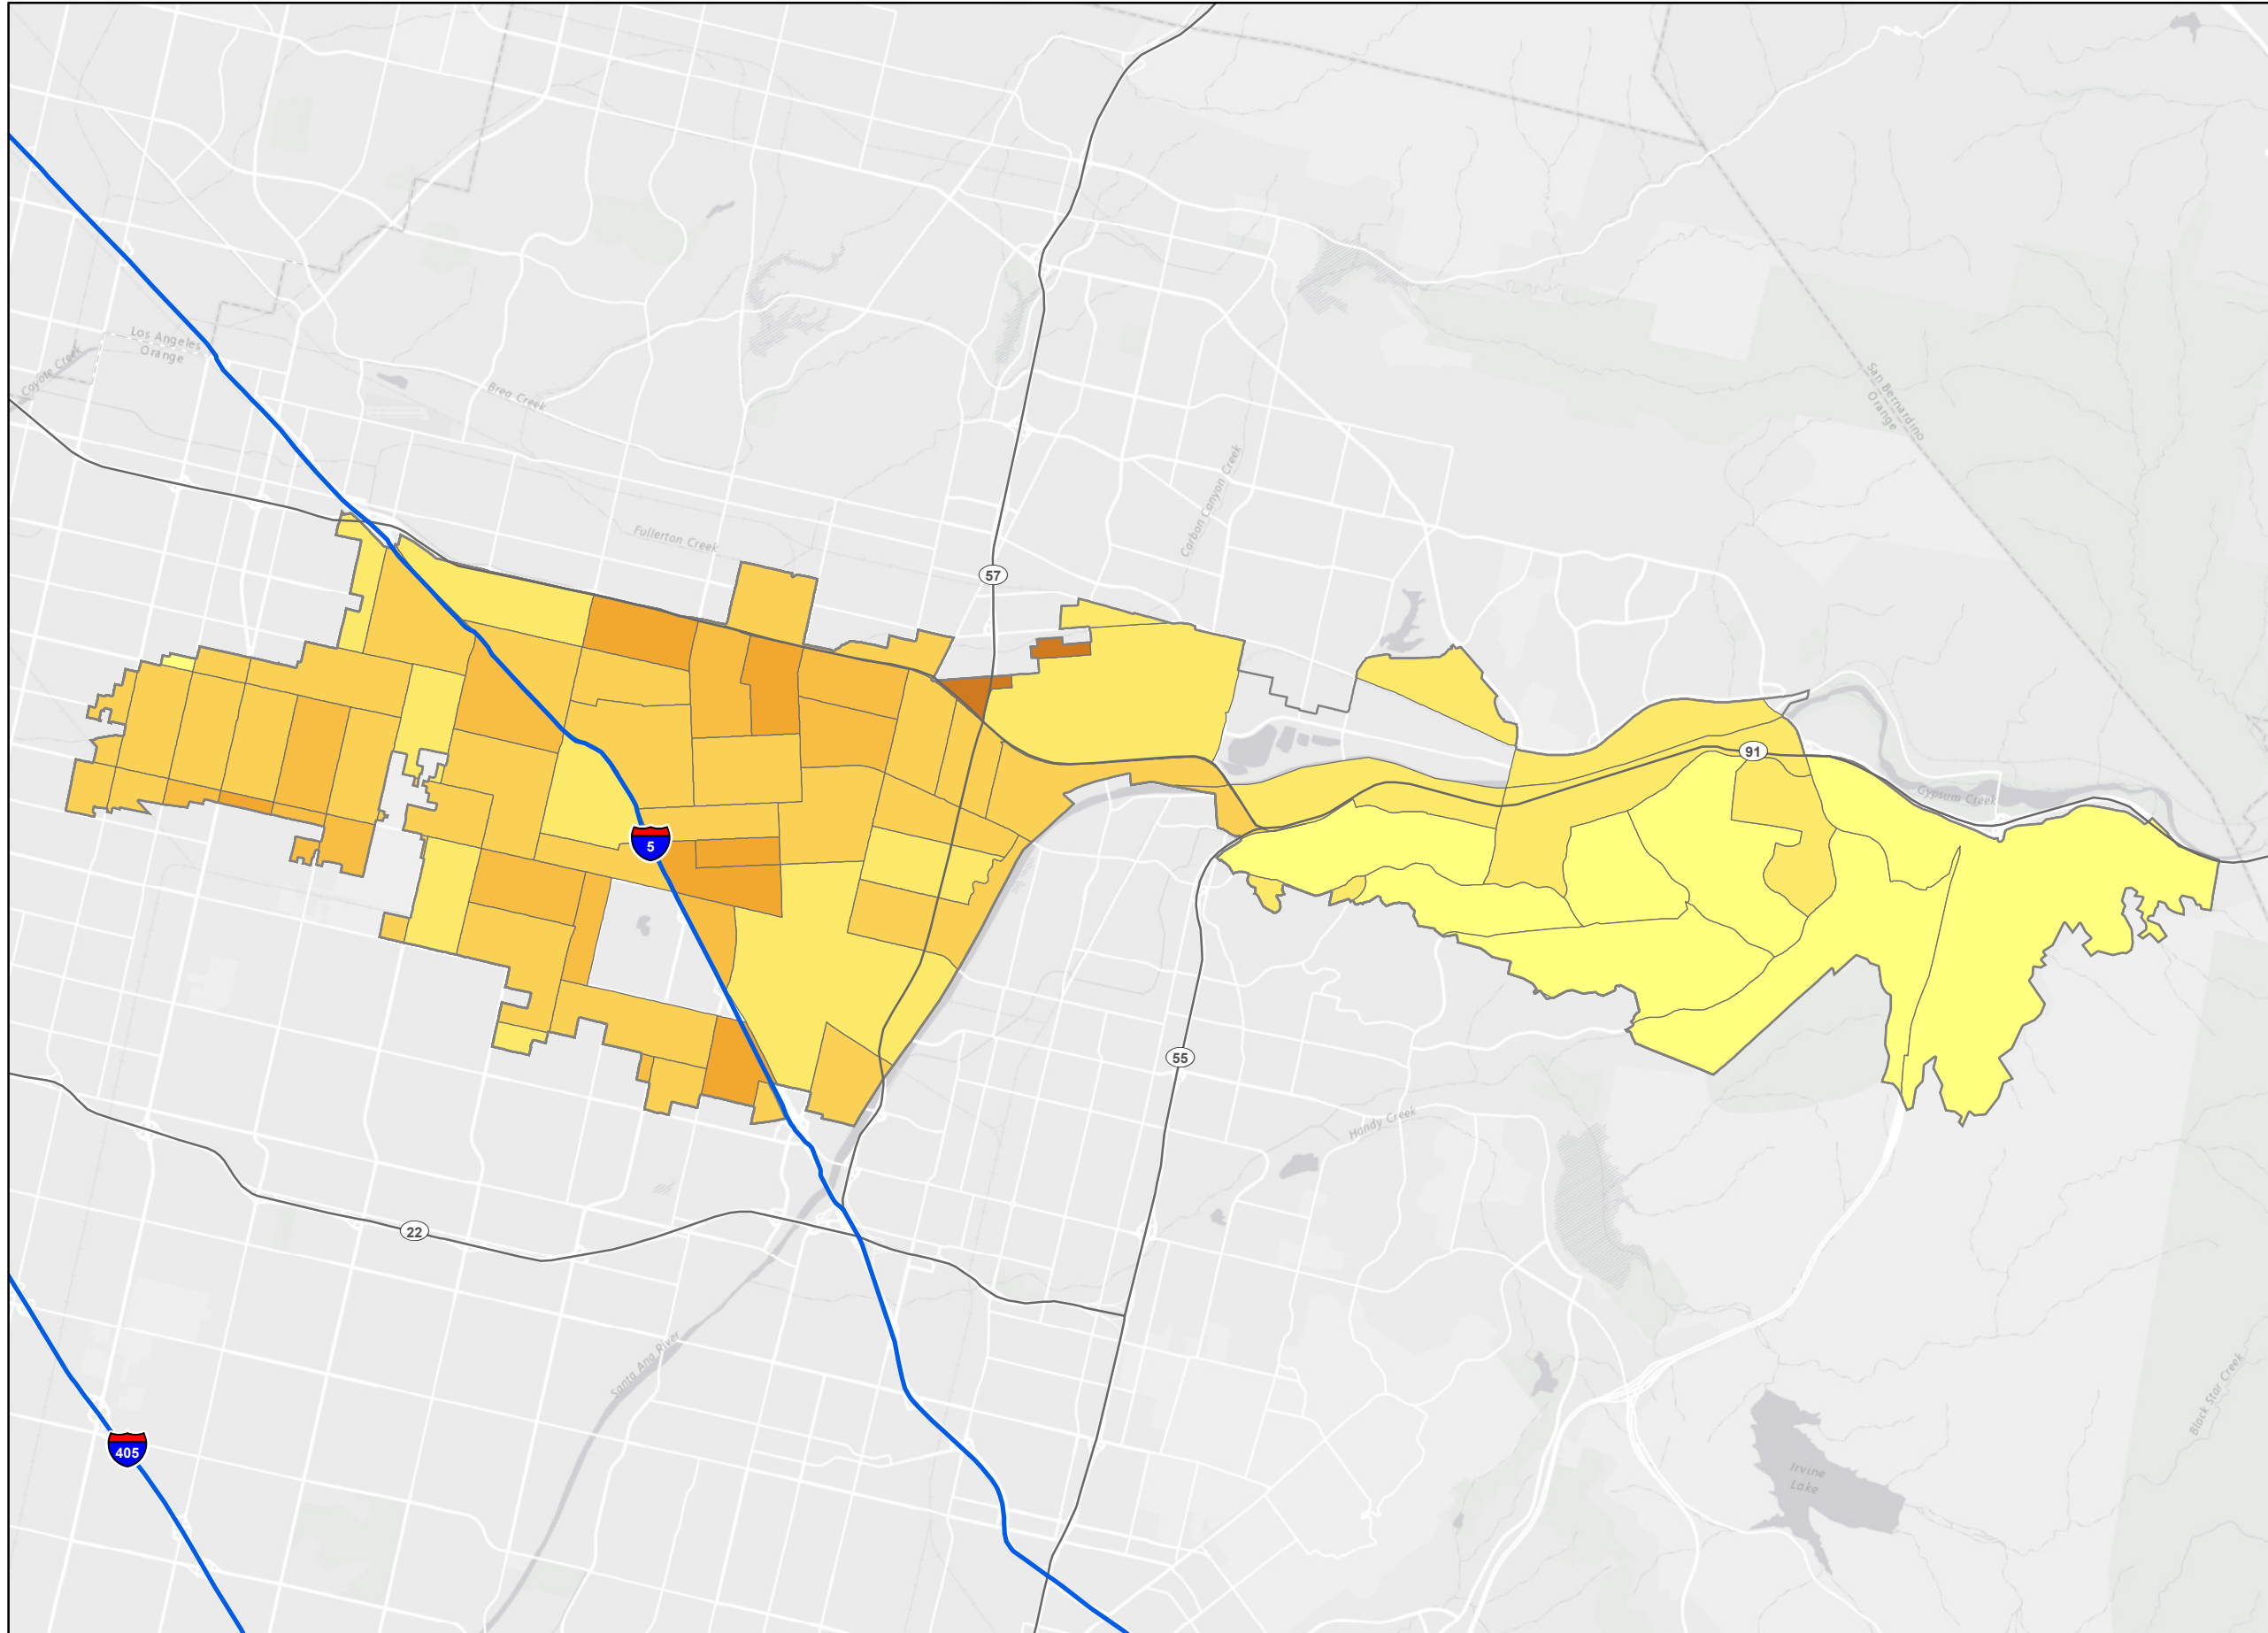 Los Angeles
Orange
Coyote Creek
Brea Creek
San Bernardino
Orange
Carbon Canyon Creek
Fullerton Creek
57
91
Gypsum Creek
5
55
Handy Creek
22
Santa Ana River
Black Star Creek
405
Irvine
Lake